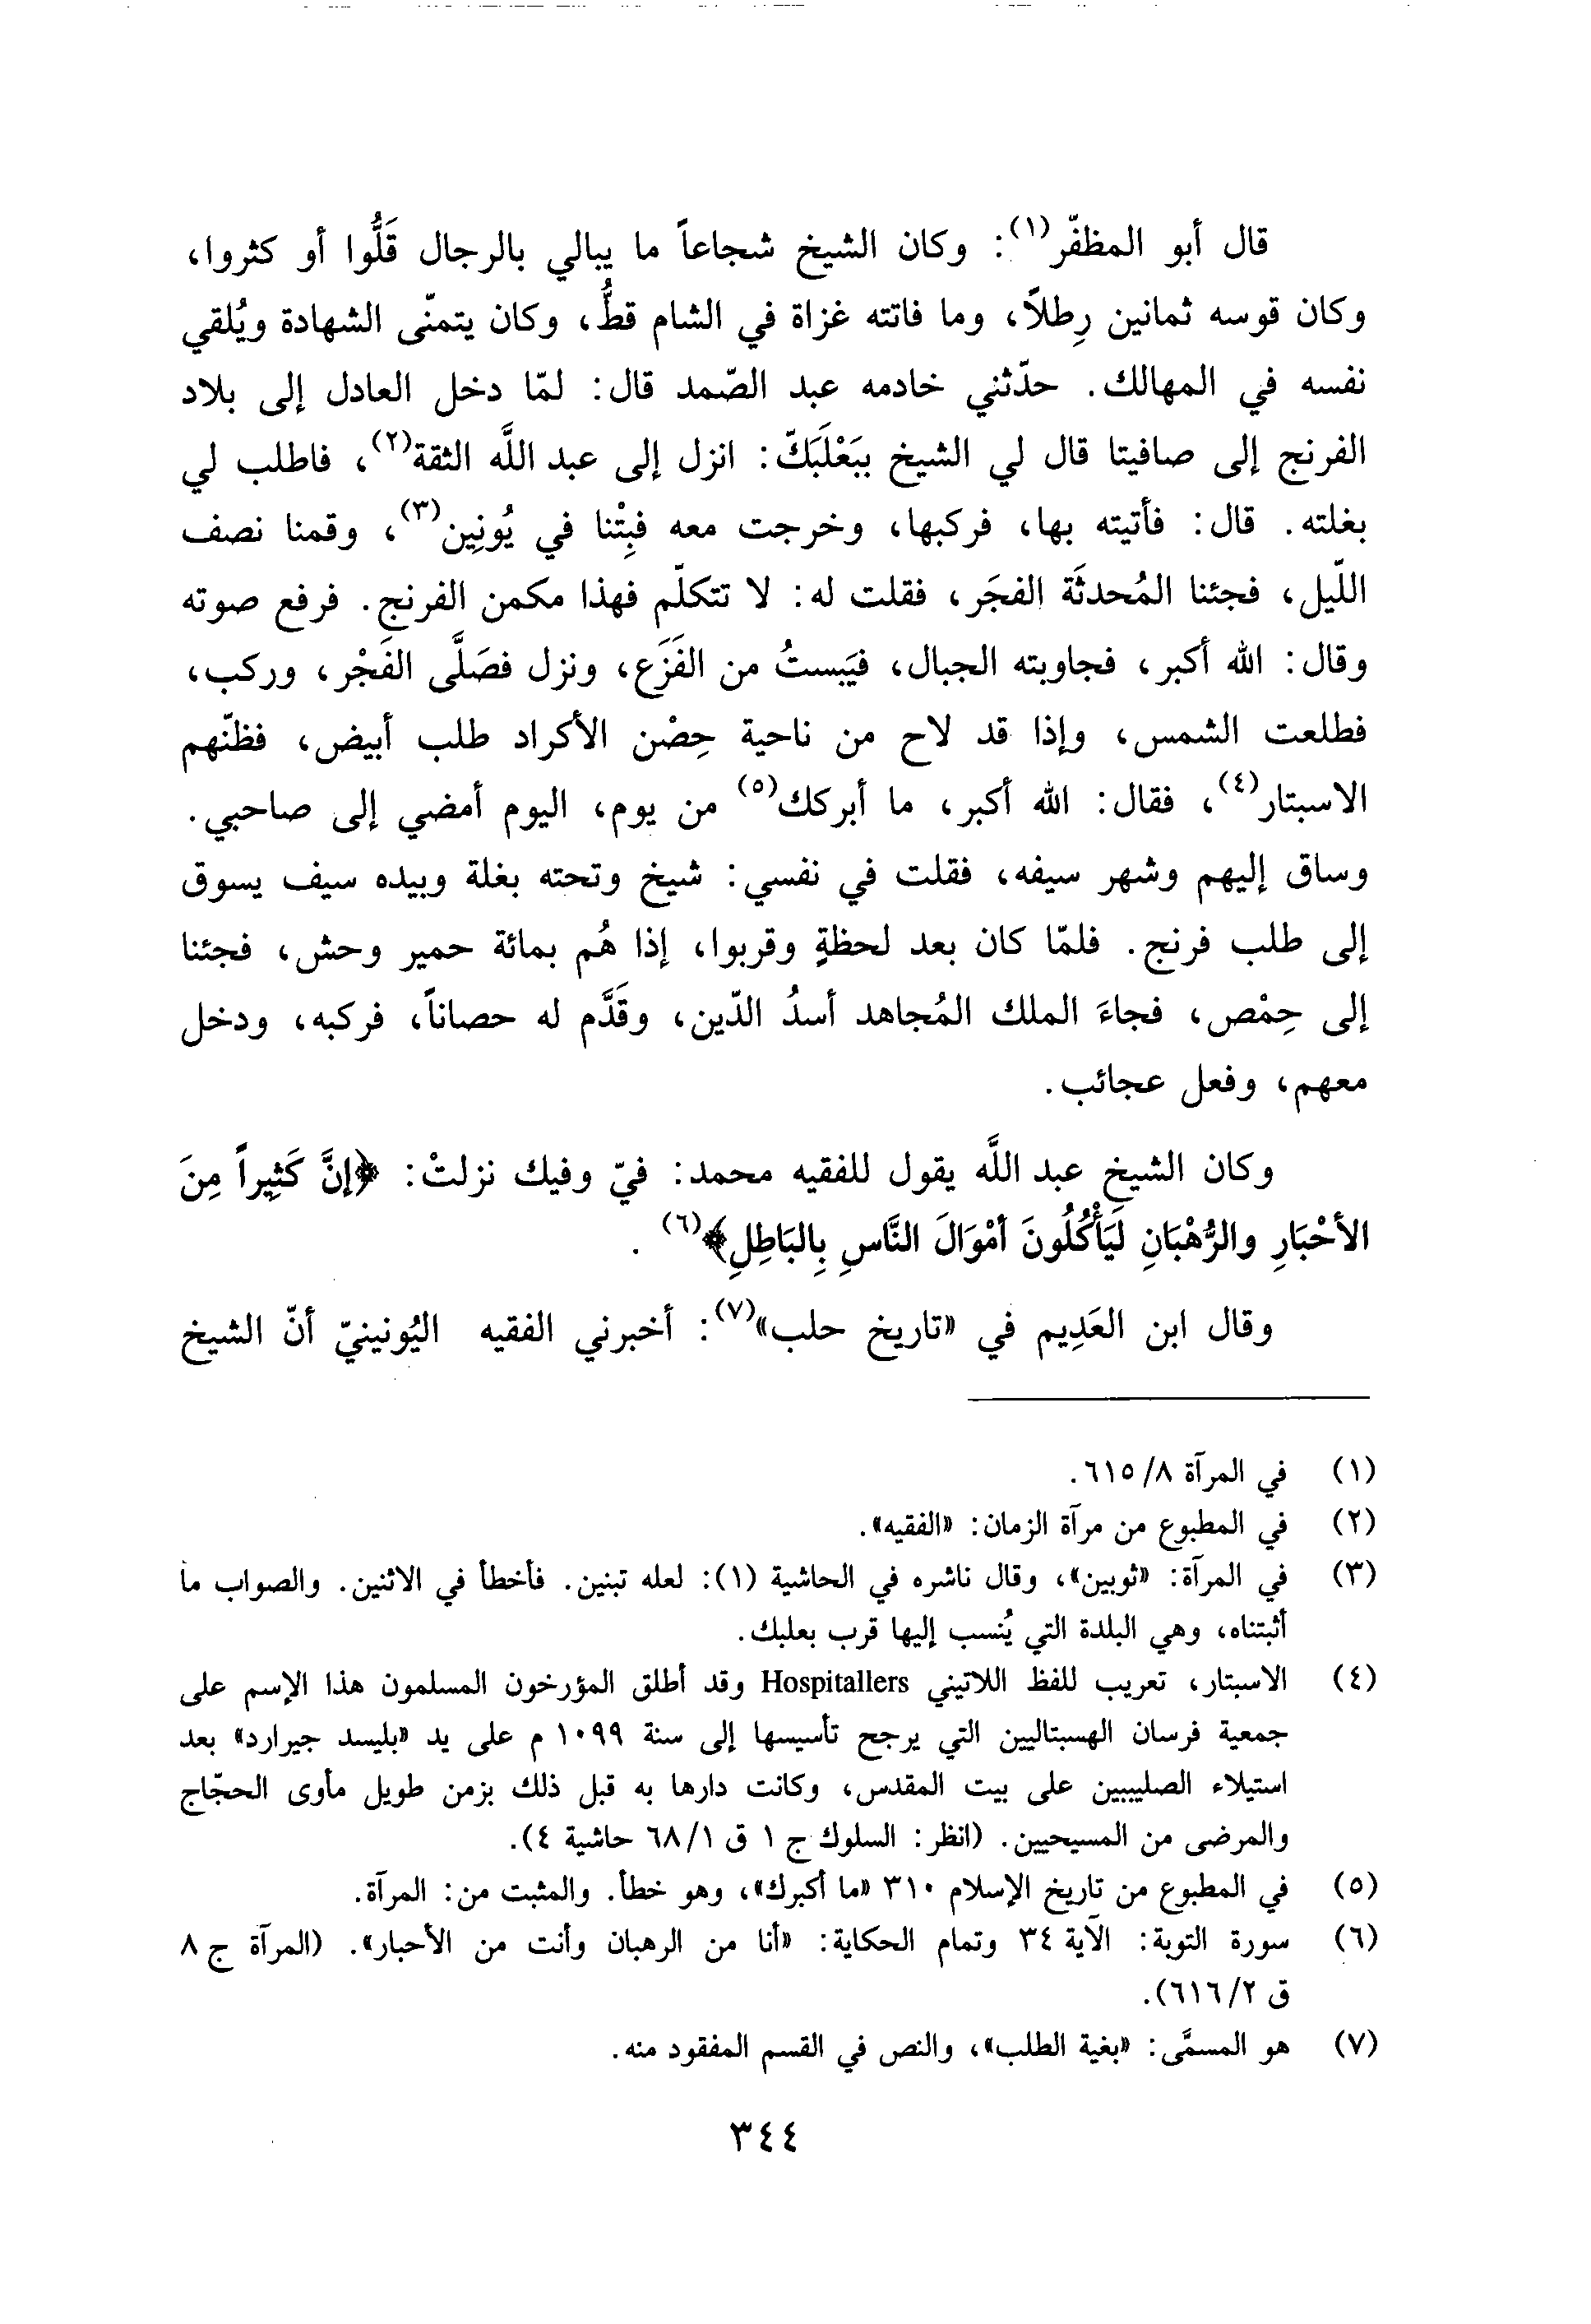 قال أبو المظفّر(١): وكان الشيخ شجاعاً ما يبالي بالرجال قَلُّوا أو كثروا،
وكان قوسه ثمانين رِطلاً، وما فاتته غزاة في الشام قطُّ، وكان يتمنّى الشهادة ويُلقي
نفسه في المهالك. حدّثني خادمه عبد الصّمد قال: لمّا دخل العادل إلى بلاد
الفرنج إلى صافيتا قال لي الشيخ ببَعْلَبَكّ: انزل إلى عبد اللَّه الثقة(٢)، فاطلب لي
بغلته. قال: فأتيته بها، فركبها، وخرجت معه فبِتْنا في يُونِين(٣)، وقمنا نصف
اللّيل، فجئنا المُحدثَة الفجَر، فقلت له: لا تتكلّم فهذا مكمن الفرنج. فرفع صوته
وقال: الله أكبر، فجاوبته الجبال، فيَبستُ من الفَزَع، ونزل فصَلَّى الفَجْر، وركب،
فطلعت الشمس، وإذا قد لاح من ناحية حِصْن الأكراد طلب أبيض، فظنّهم
الاسبتار(٤)، فقال: الله أكبر، ما أبركك(٥) من يوم، اليوم أمضي إلى صاحبي.
وساق إليهم وشهر سيفه، فقلت في نفسي: شيخ وتحته بغلة وبيده سيف يسوق
إلى طلب فرنج. فلمّا كان بعد لحظةٍ وقربوا، إذا هُم بمائة حمير وحش، فجئنا
إلى حِمْص، فجاءَ الملك المُجاهد أسدُ الدّين، وقَدَّم له حصاناً، فركبه، ودخل
معهم، وفعل عجائب.
وكان الشيخ عبد اللَّه يقول للفقيه محمد: فيّ وفيك نزلتْ: ﴿إنَّ كَثِيراً مِنَ
الأحْبَارِ والرُّهْبَانِ لَيَأْكُلُونَ أمْوَالَ النَّاسِ بِالبَاطِلِ﴾(٦).
وقال ابن العَدِيم في «تاريخ حلب»(٧): أخبرني الفقيه اليُونينيّ أنّ الشيخ
(١) في المرآة ٨/ ٦١٥.
(٢) في المطبوع من مرآة الزمان: «الفقيه».
(٣) في المرآة: «ثوبين»، وقال ناشره في الحاشية (١): لعله تبنين. فأخطأ في الاثنين. والصواب ما
أثبتناه، وهي البلدة التي يُنسب إليها قرب بعلبك.
(٤) الاسبتار، تعريب للفظ اللاتيني Hospitallers وقد أطلق المؤرخون المسلمون هذا الإسم على
جمعية فرسان الهسبتاليين التي يرجح تأسيسها إلى سنة ١٠٩٩ م على يد «بليسد جيرارد» بعد
استيلاء الصليبيين على بيت المقدس، وكانت دارها به قبل ذلك بزمن طويل مأوى الحجّاج
والمرضى من المسيحيين. (انظر: السلوك ج ١ ق ١/ ٦٨ حاشية ٤).
(٥) في المطبوع من تاريخ الإسلام ٣١٠ «ما أكبرك»، وهو خطأ. والمثبت من: المرآة.
(٦) سورة التوبة: الآية ٣٤ وتمام الحكاية: «أنا من الرهبان وأنت من الأحبار». (المرآة ج ٨
ق ٢/ ٦١٦).
(٧) هو المسمَّى: «بغية الطلب»، والنص في القسم المفقود منه.
٣٤٤